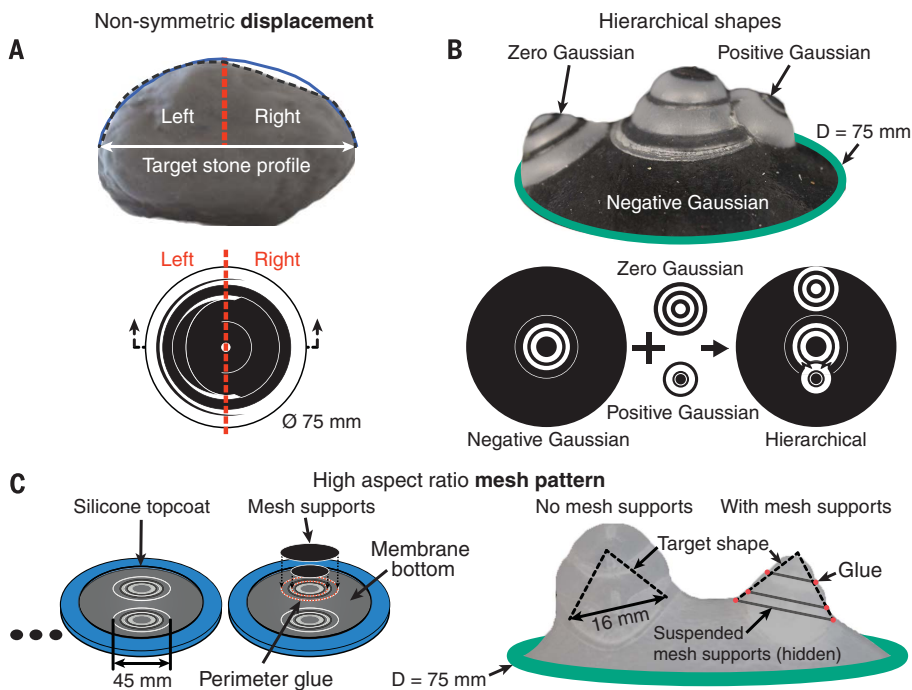 Non-symmetric displacement
A
Left
Right
Target stone profile
Left
Right
Ø 75 mm
Hierarchical shapes
B
Zero Gaussian
Positive Gaussian
D = 75 mm
Negative Gaussian
Zero Gaussian
Positive Gaussian
Negative Gaussian
Hierarchical
High aspect ratio mesh pattern
C
Silicone topcoat
Mesh supports
Membrane
bottom
45 mm
Perimeter glue
No mesh supports
With mesh supports
Target shape
Glue
16 mm
Suspended
mesh supports (hidden)
D = 75 mm